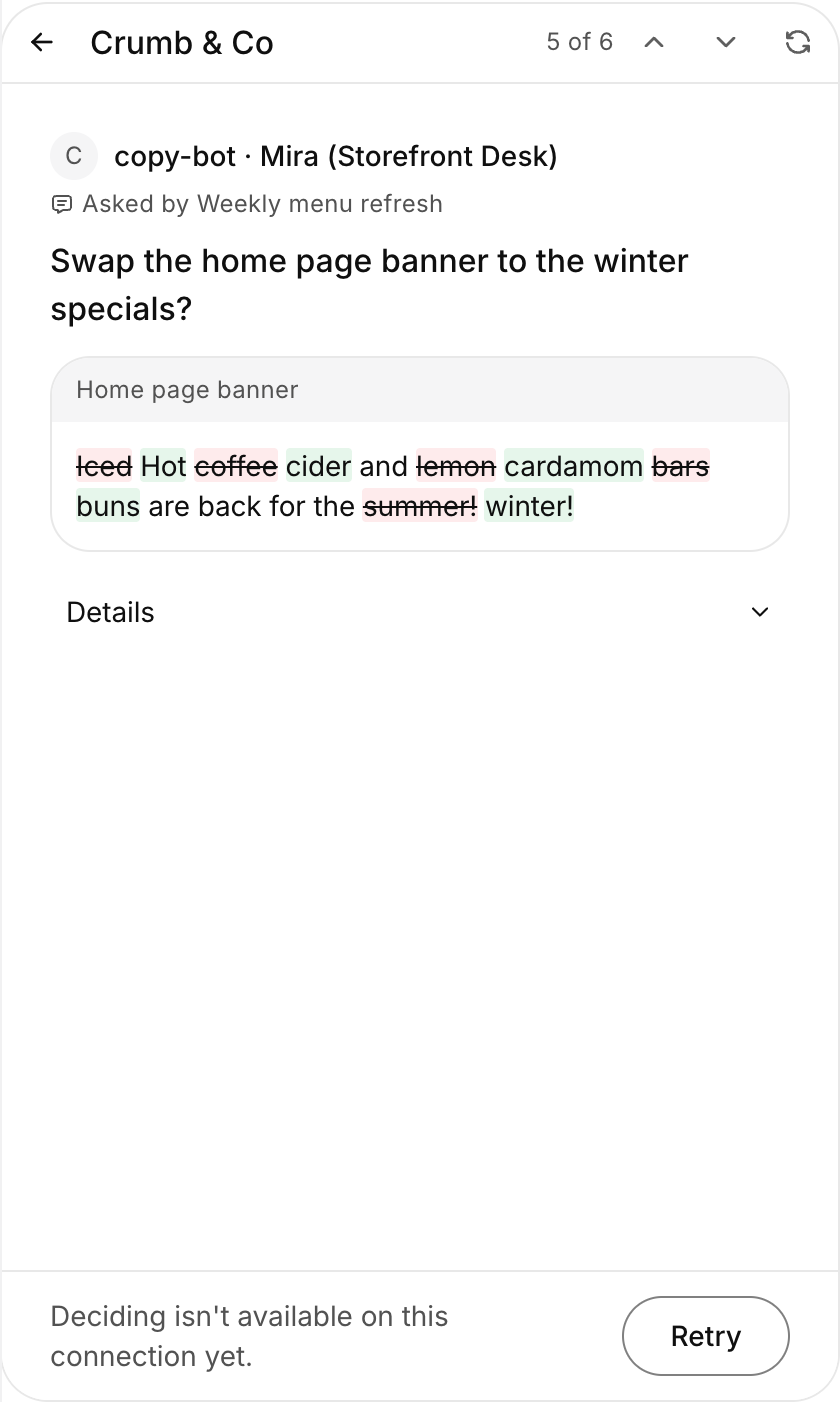 Crumb & Co
5 of 6
C
copy-bot · Mira (Storefront Desk)
Asked by Weekly menu refresh
Swap the home page banner to the winter
specials?
Home page banner
Iced Hot coffee cider and lemon cardamom bars
buns are back for the summer! winter!
Details
Deciding isn't available on this
connection yet.
Retry